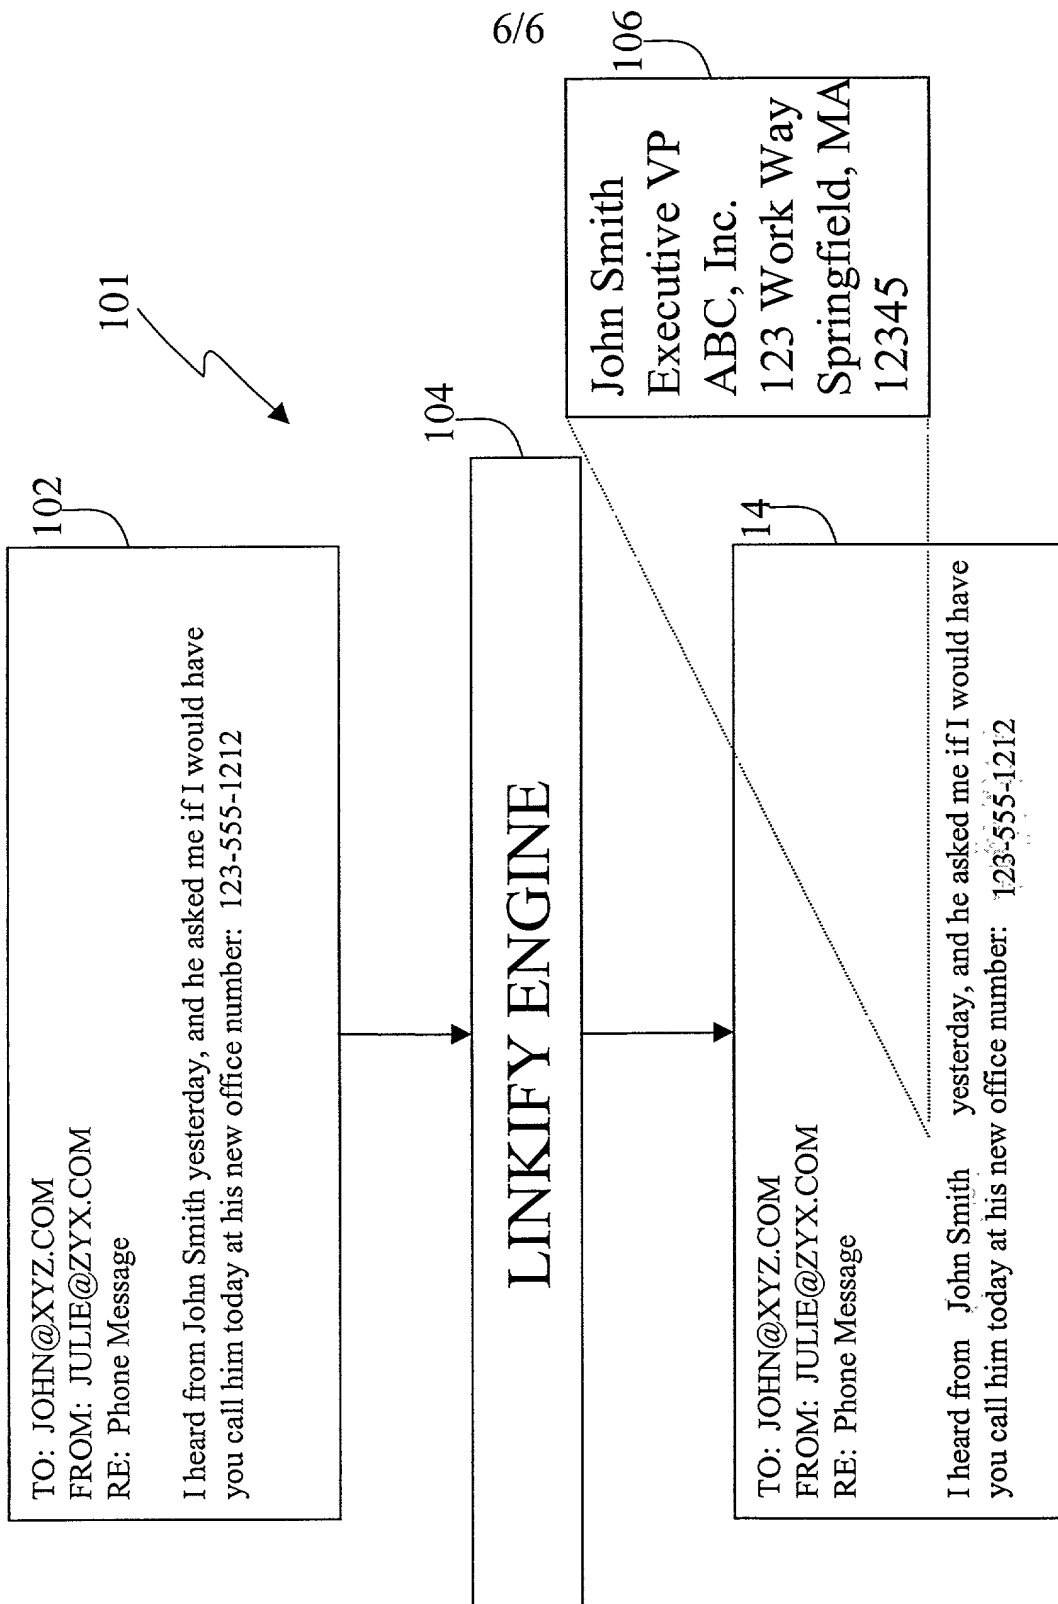 6/6
101
102
TO: JOHN@XYZ.COM
FROM: JULIE@ZYX.COM
RE: Phone Message
I heard from John Smith yesterday, and he asked me if I would have
you call him today at his new office number: 123-555-1212
104
LINKIFY ENGINE
106
John Smith
Executive VP
ABC, Inc.
123 Work Way
Springfield, MA
12345
14
TO: JOHN@XYZ.COM
FROM: JULIE@ZYX.COM
RE: Phone Message
I heard from John Smith yesterday, and he asked me if I would have
you call him today at his new office number: 123-555-1212